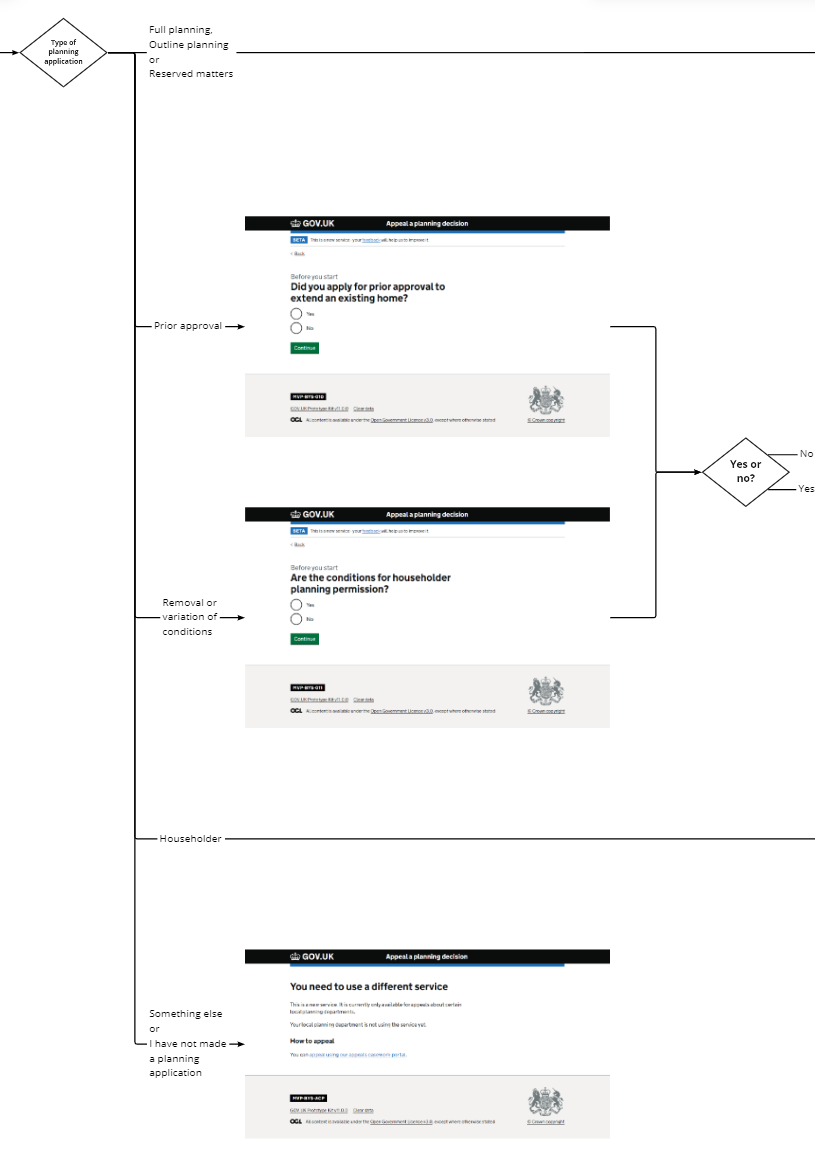 Type of
planning
application
Full planning,
Outline planning
or
Reserved matters
GOV.UK Appeal a planning decision
BETA This is a new service - your feedback will help us to improve it.
< Back
Before you start
Did you apply for prior approval to
extend an existing home?
Yes
No
Continue
MVP-BYS-010
GOV.UK Prototype Kit v11.0.0 Clear data
OGL All content is available under the Open Government Licence v3.0, except where otherwise stated
© Crown copyright
Prior approval
Yes or
no?
No
Yes
GOV.UK Appeal a planning decision
BETA This is a new service - your feedback will help us to improve it.
< Back
Before you start
Are the conditions for householder
planning permission?
Yes
No
Continue
MVP-BYS-011
GOV.UK Prototype Kit v11.0.0 Clear data
OGL All content is available under the Open Government Licence v3.0, except where otherwise stated
© Crown copyright
Removal or
variation of
conditions
Householder
GOV.UK Appeal a planning decision
You need to use a different service
This is a new service. It is currently only available for appeals about certain
local planning departments.
Your local planning department is not using the service yet.
How to appeal
You can appeal using our appeals casework portal.
MVP-BYS-ACP
GOV.UK Prototype Kit v11.0.0 Clear data
OGL All content is available under the Open Government Licence v3.0, except where otherwise stated
© Crown copyright
Something else
or
I have not made
a planning
application